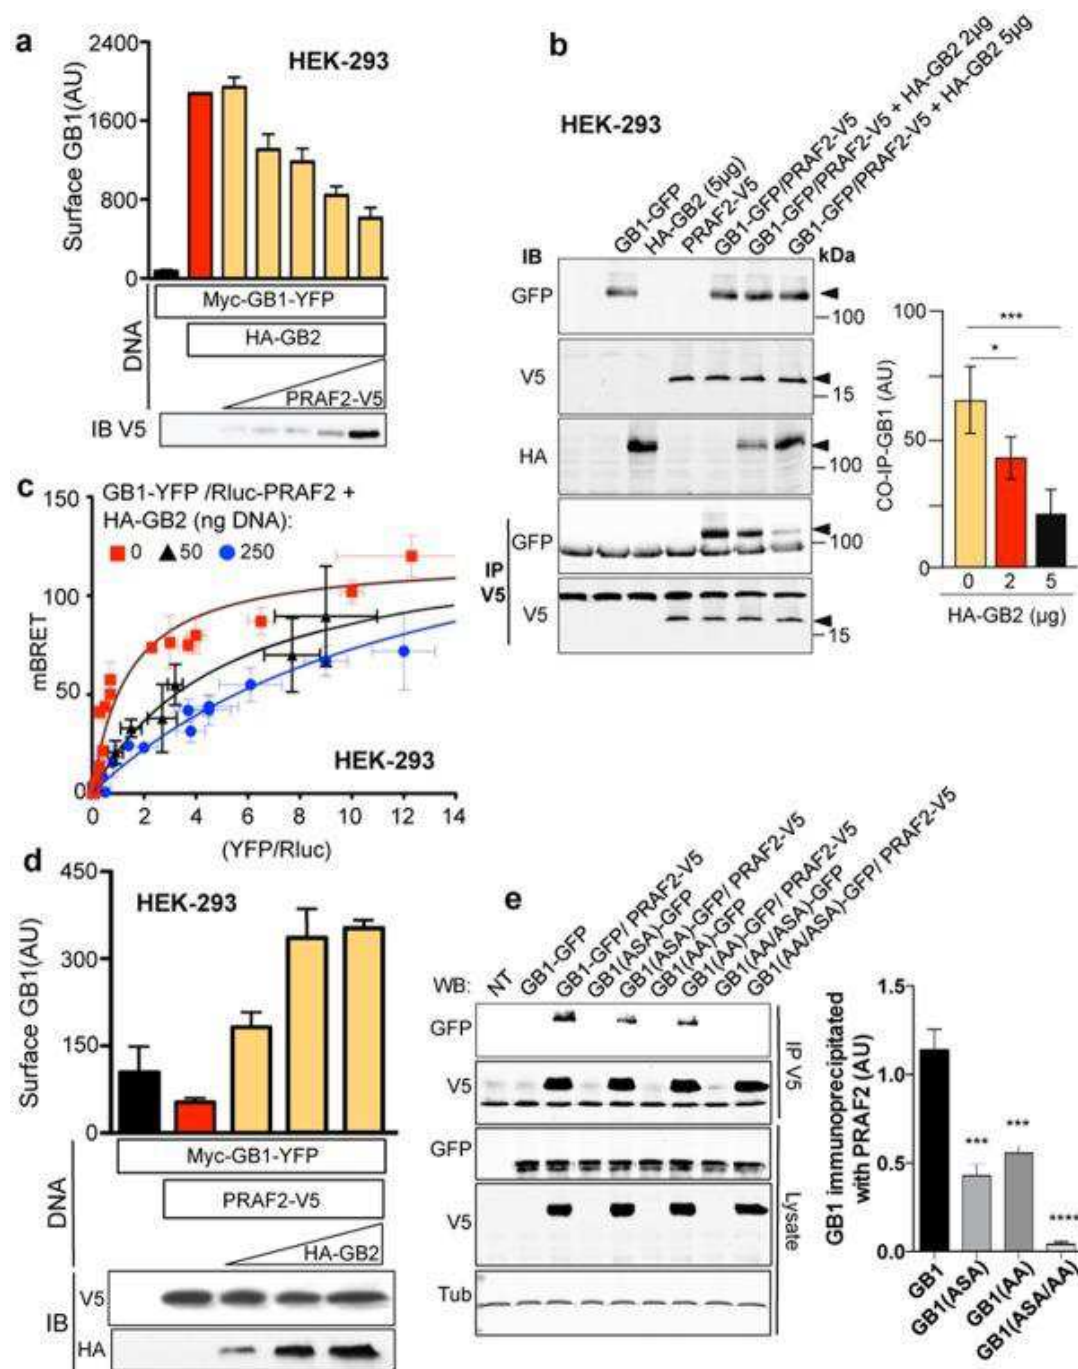 a
2400
1600
800
0
Surface GB1(AU)
HEK-293
DNA
Myc-GB1-YFP
HA-GB2
PRAF2-V5
IB V5
b
HEK-293
GB1-GFP
HA-GB2 (5µg)
PRAF2-V5
GB1-GFP/PRAF2-V5
GB1-GFP/PRAF2-V5 + HA-GB2 2µg
GB1-GFP/PRAF2-V5 + HA-GB2 5µg
IB
kDa
GFP
100
V5
15
HA
100
IP
V5
GFP
100
V5
15
CO-IP-GB1 (AU)
100
50
0
***
*
0 2 5
HA-GB2 (µg)
c
GB1-YFP /Rluc-PRAF2 +
HA-GB2 (ng DNA):
0 50 250
mBRET
150
100
50
0
HEK-293
0 2 4 6 8 10 12 14
(YFP/Rluc)
d
HEK-293
Surface GB1(AU)
450
300
150
0
DNA
Myc-GB1-YFP
PRAF2-V5
HA-GB2
IB
V5
HA
e
WB:
NT
GB1-GFP
GB1-GFP/ PRAF2-V5
GB1(ASA)-GFP
GB1(ASA)-GFP/ PRAF2-V5
GB1(AA)-GFP
GB1(AA)-GFP/ PRAF2-V5
GB1(AA/ASA)-GFP
GB1(AA/ASA)-GFP/ PRAF2-V5
GFP
V5
IP V5
GFP
V5
Tub
Lysate
GB1 immunoprecipitated
with PRAF2 (AU)
1.5
1.0
0.5
0.0
***
***
****
GB1
GB1(ASA)
GB1(AA)
GB1(ASA/AA)